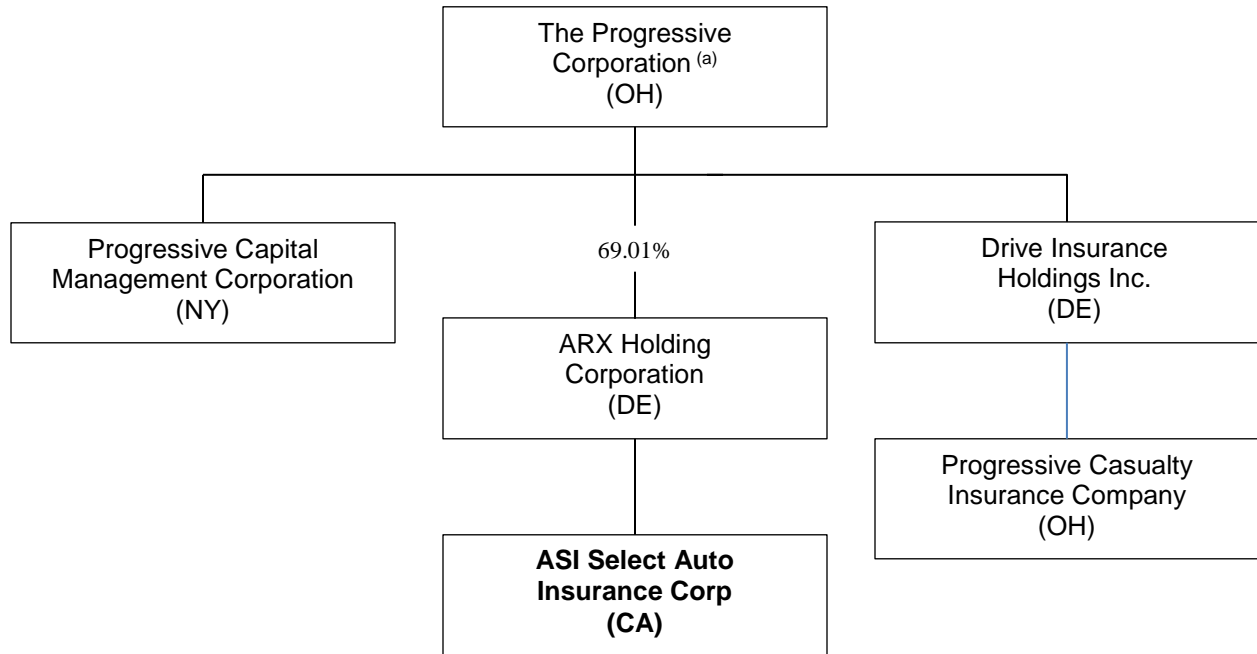 The Progressive
Corporation (a)
(OH)
Progressive Capital
Management Corporation
(NY)
69.01%
Drive Insurance
Holdings Inc.
(DE)
ARX Holding
Corporation
(DE)
Progressive Casualty
Insurance Company
(OH)
ASI Select Auto
Insurance Corp
(CA)